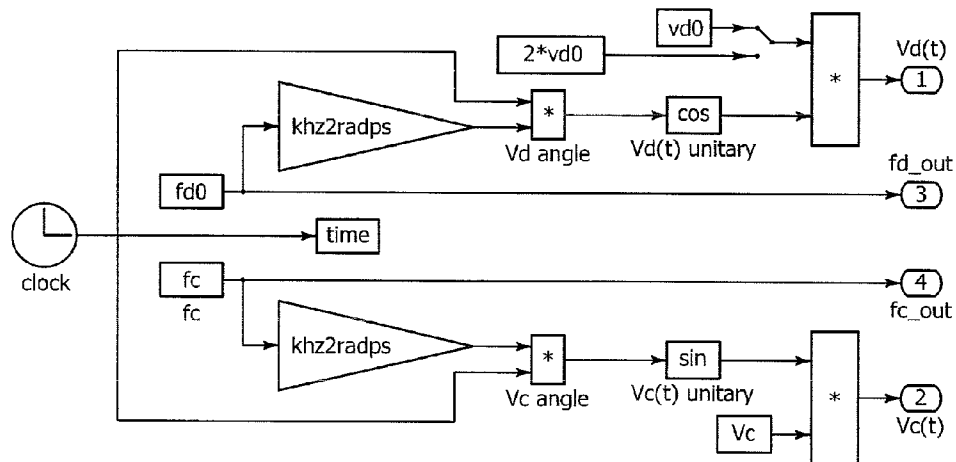 vd0
2*vd0
*
Vd(t)
1
khz2radps
*
cos
Vd angle
Vd(t) unitary
fd_out
fd0
3
time
clock
fc
4
fc
fc_out
khz2radps
*
sin
*
2
Vc angle
Vc(t) unitary
Vc(t)
Vc